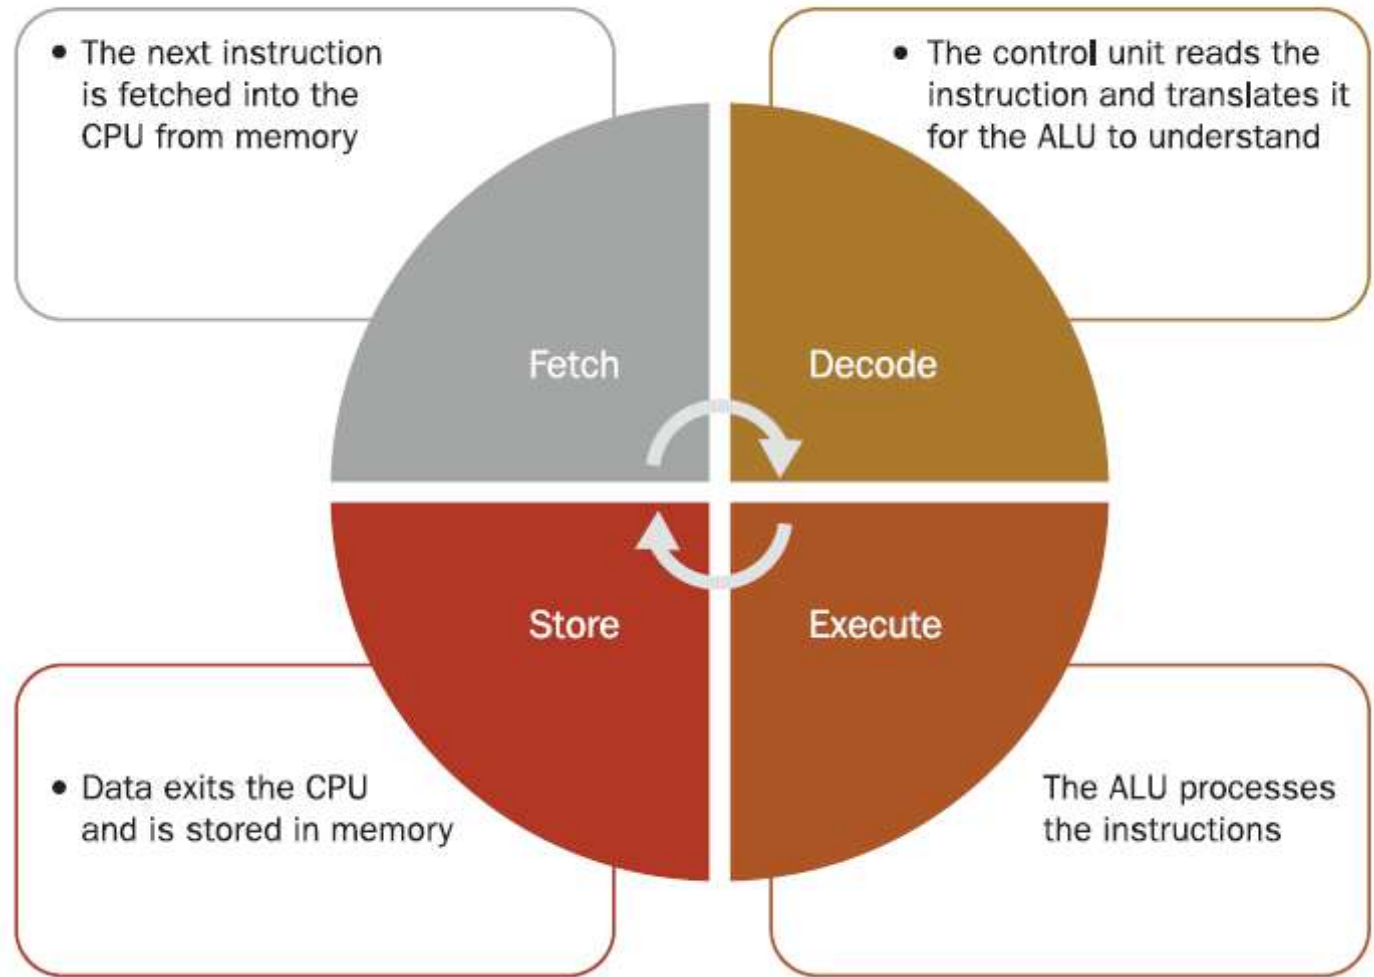 • The next instruction
is fetched into the
CPU from memory
• The control unit reads the
instruction and translates it
for the ALU to understand
Fetch
Decode
Store
Execute
• Data exits the CPU
and is stored in memory
The ALU processes
the instructions